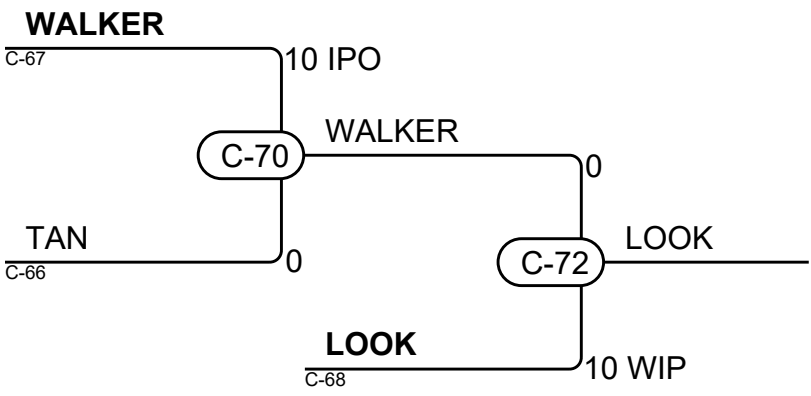 WALKER
C-67
10 IPO
WALKER
C-70
0
TAN
LOOK
C-72
0
C-66
LOOK
10 WIP
C-68